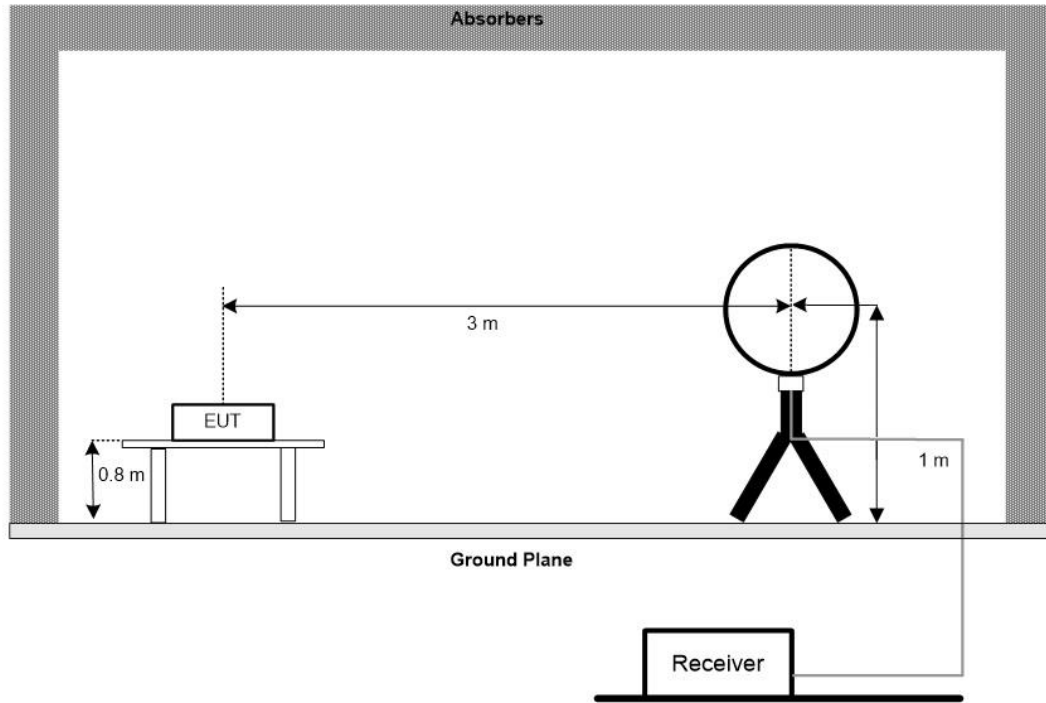 Absorbers
3 m
EUT
0.8 m
1 m
Ground Plane
Receiver